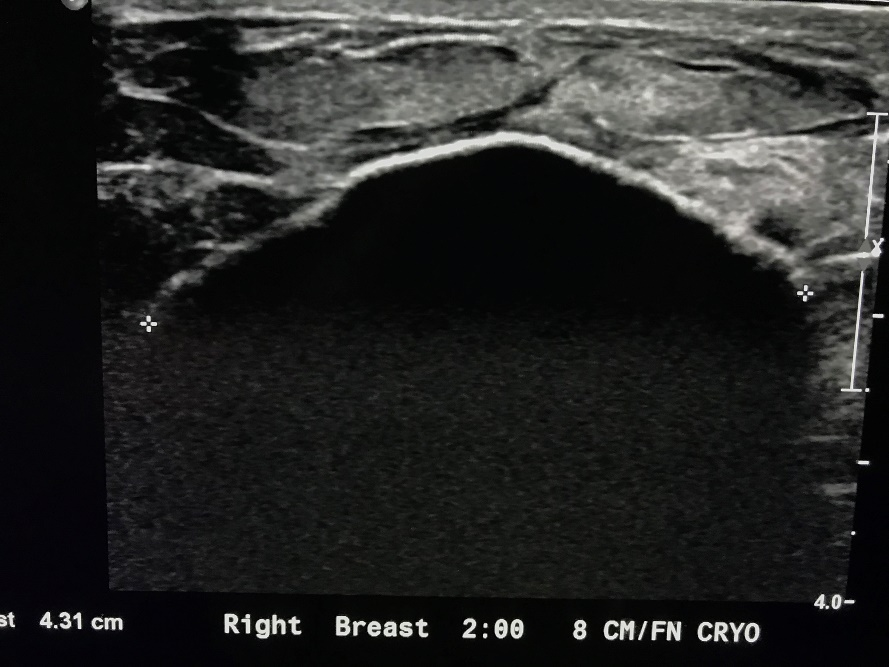 X
4.0
st 4.31 cm
Right Breast 2:00 8 CM/FN CRYO